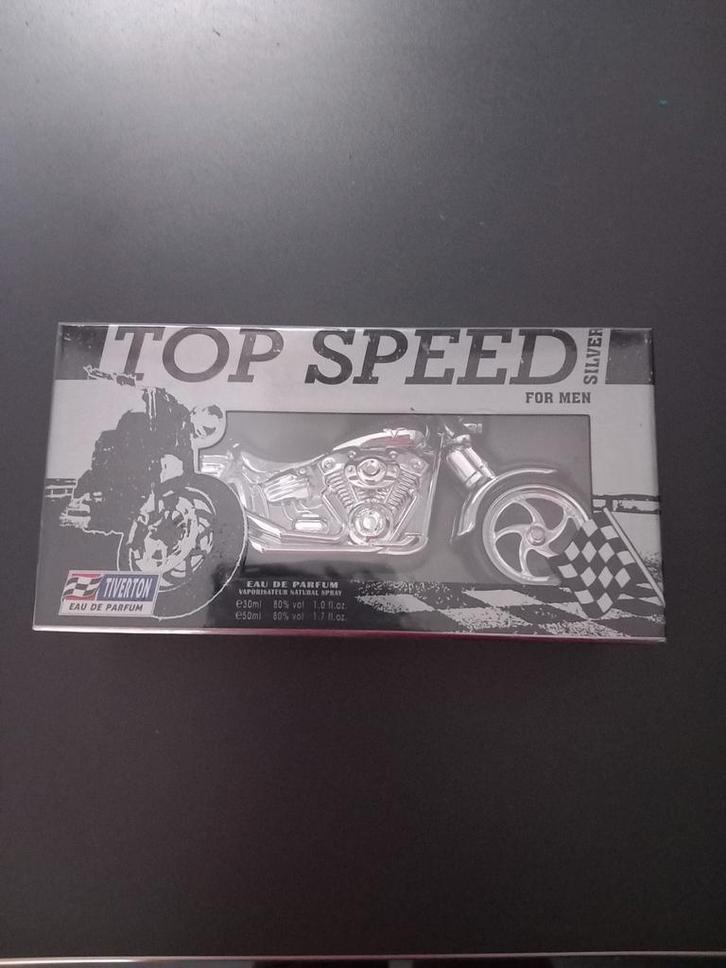 TOP SPEED
SILVER
FOR MEN
TIVERTON
EAU DE PARFUM
EAU DE PARFUM
VAPORISATEUR NATURAL SPRAY
℮30ml 80% vol 1.0 fl.oz.
℮50ml 80% vol 1.7 fl.oz.